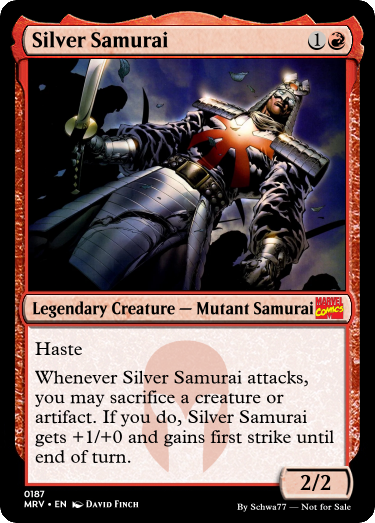 Silver Samurai 1
Legendary Creature — Mutant Samurai
MARVEL
COMICS
Haste
Whenever Silver Samurai attacks,
you may sacrifice a creature or
artifact. If you do, Silver Samurai
gets +1/+0 and gains first strike until
end of turn.
2/2
0187
MRV • EN DAVID FINCH
By Schwa77 — Not for Sale